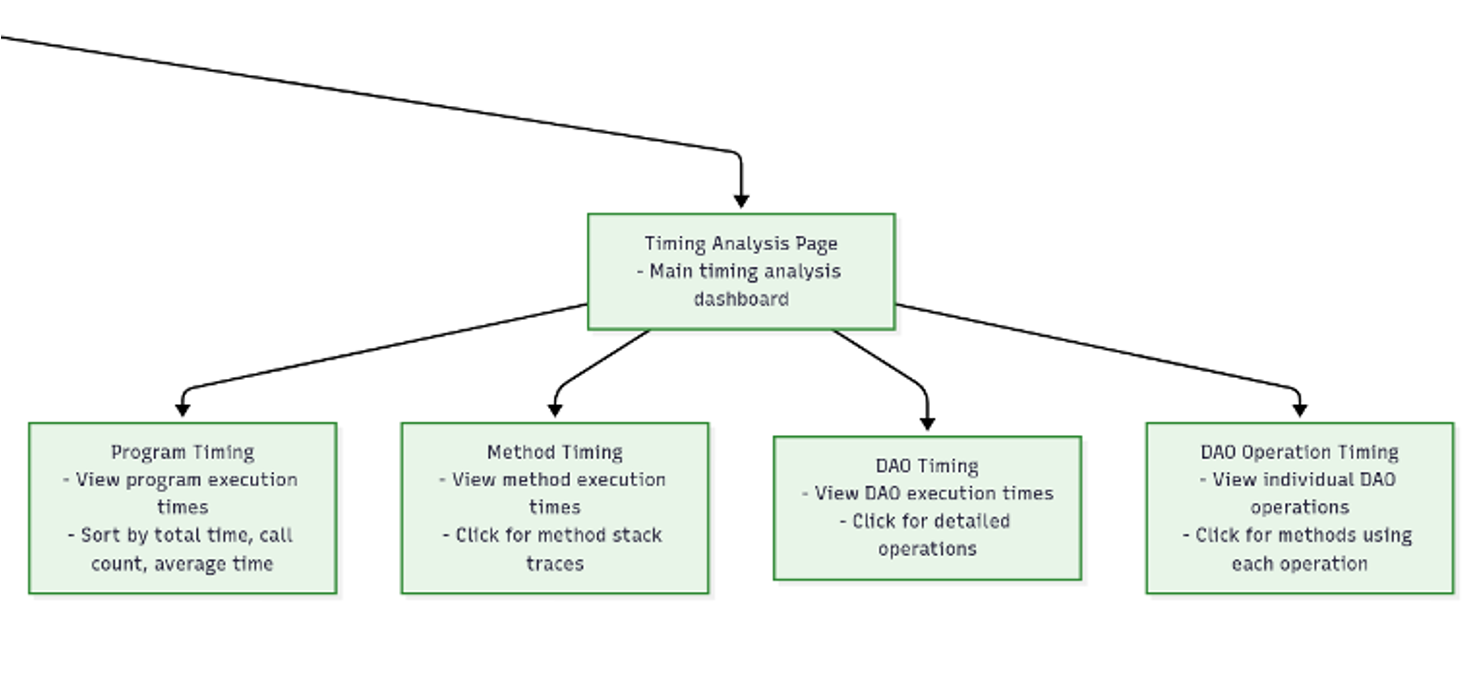 Timing Analysis Page
- Main timing analysis
dashboard
Program Timing
- View program execution
times
- Sort by total time, call
count, average time
Method Timing
- View method execution
times
- Click for method stack
traces
DAO Timing
- View DAO execution times
- Click for detailed
operations
DAO Operation Timing
- View individual DAO
operations
- Click for methods using
each operation